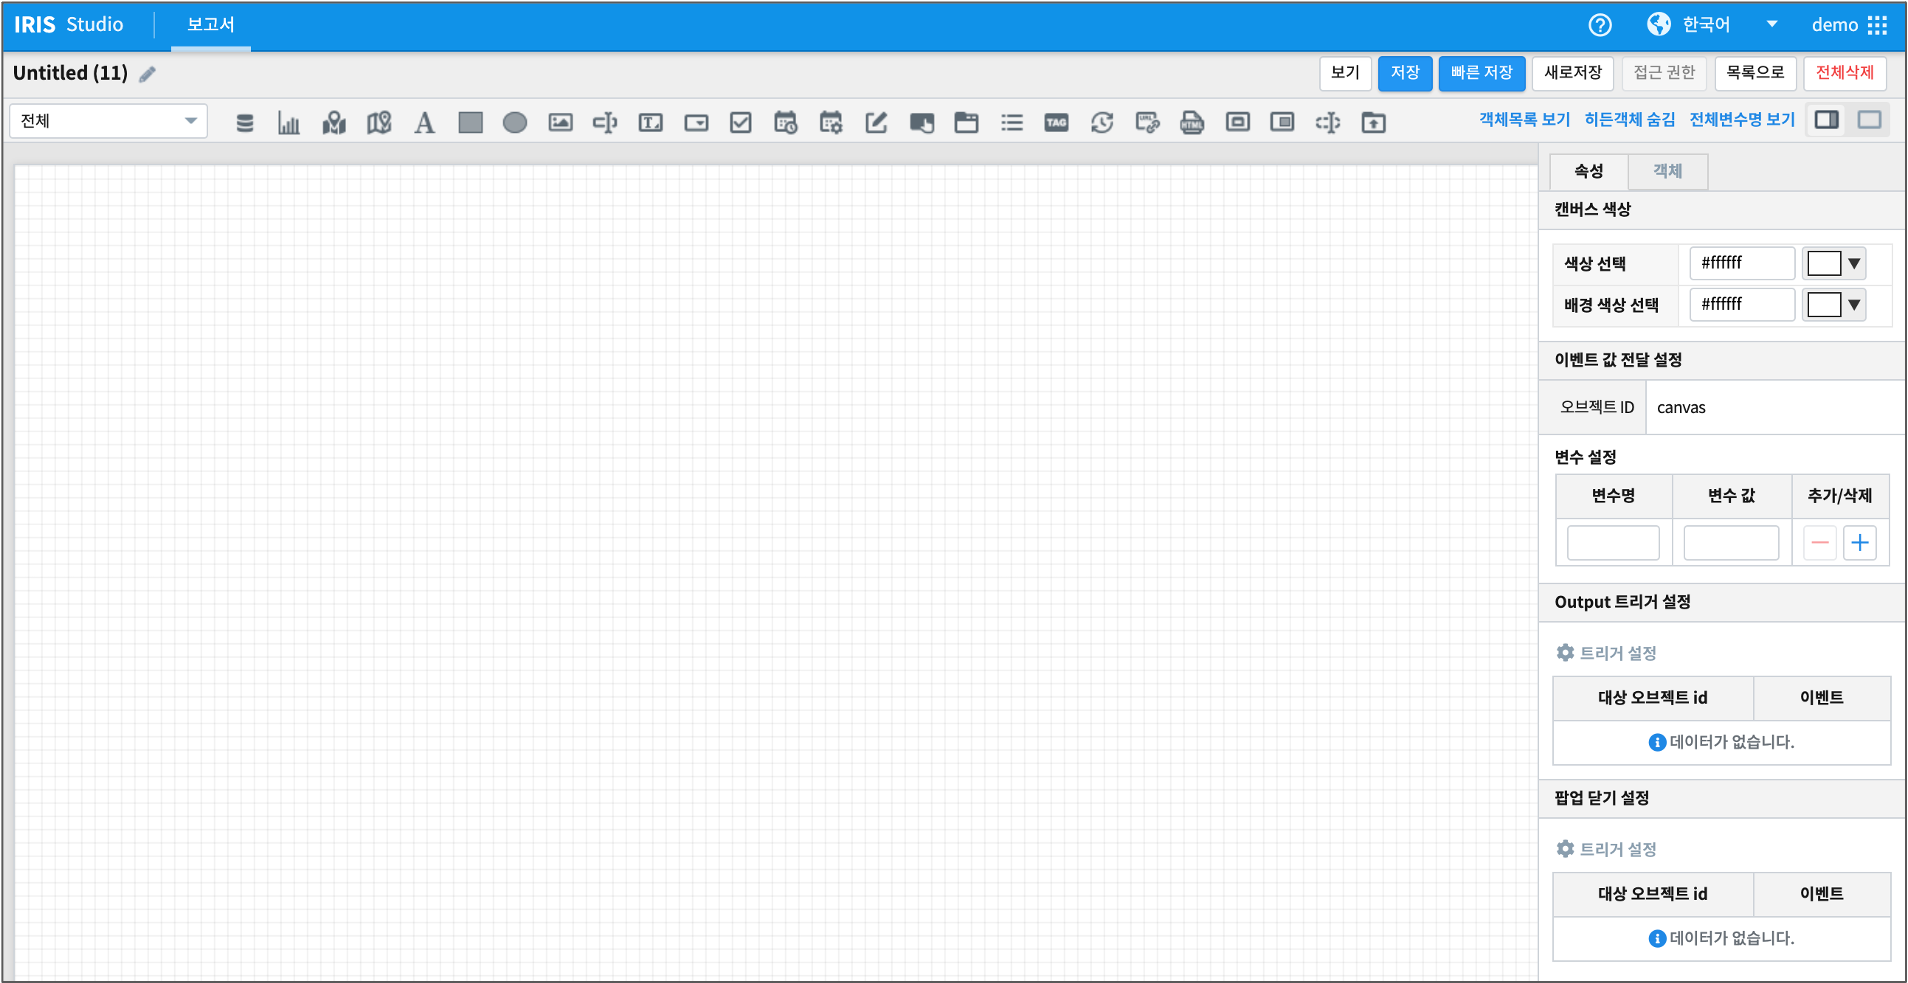 IRIS Studio 보고서 한국어 demo
Untitled (11) 보기 저장 빠른 저장 새로저장 접근 권한 목록으로 전체삭제
전체 A T TAG URL HTML 객체목록 보기 히든객체 숨김 전체변수명 보기
속성 객체
캔버스 색상
색상 선택 #ffffff
배경 색상 선택 #ffffff
이벤트 값 전달 설정
오브젝트 ID canvas
변수 설정
변수명 변수 값 추가/삭제
Output 트리거 설정
트리거 설정
대상 오브젝트 id 이벤트
데이터가 없습니다.
팝업 닫기 설정
트리거 설정
대상 오브젝트 id 이벤트
데이터가 없습니다.